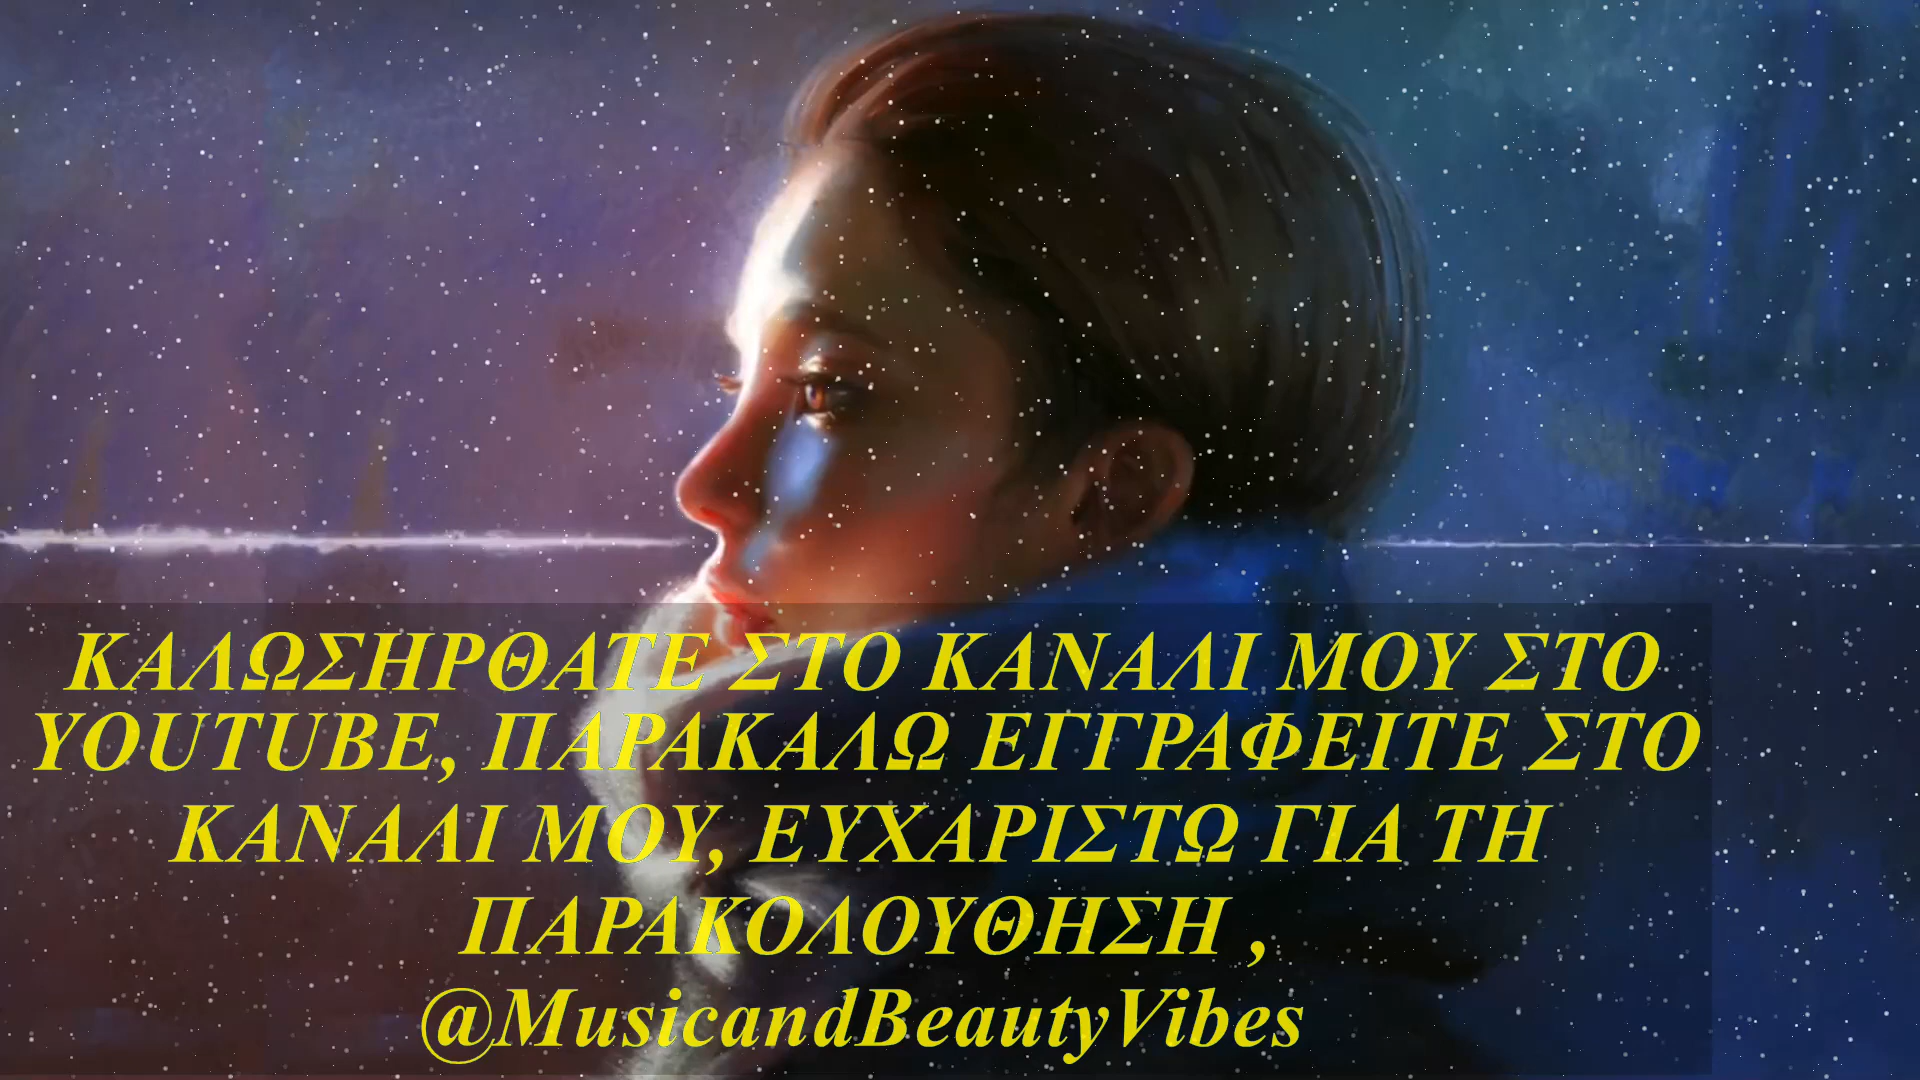 ΚΑΛΩΣΗΡΘΑΤΕ ΣΤΟ ΚΑΝΑΛΙ ΜΟΥ ΣΤΟ
YOUTUBE, ΠΑΡΑΚΑΛΩ ΕΓΓΡΑΦΕΙΤΕ ΣΤΟ
ΚΑΝΑΛΙ ΜΟΥ, ΕΥΧΑΡΙΣΤΩ ΓΙΑ ΤΗ
ΠΑΡΑΚΟΛΟΥΘΗΣΗ ,
@MusicandBeautyVibes